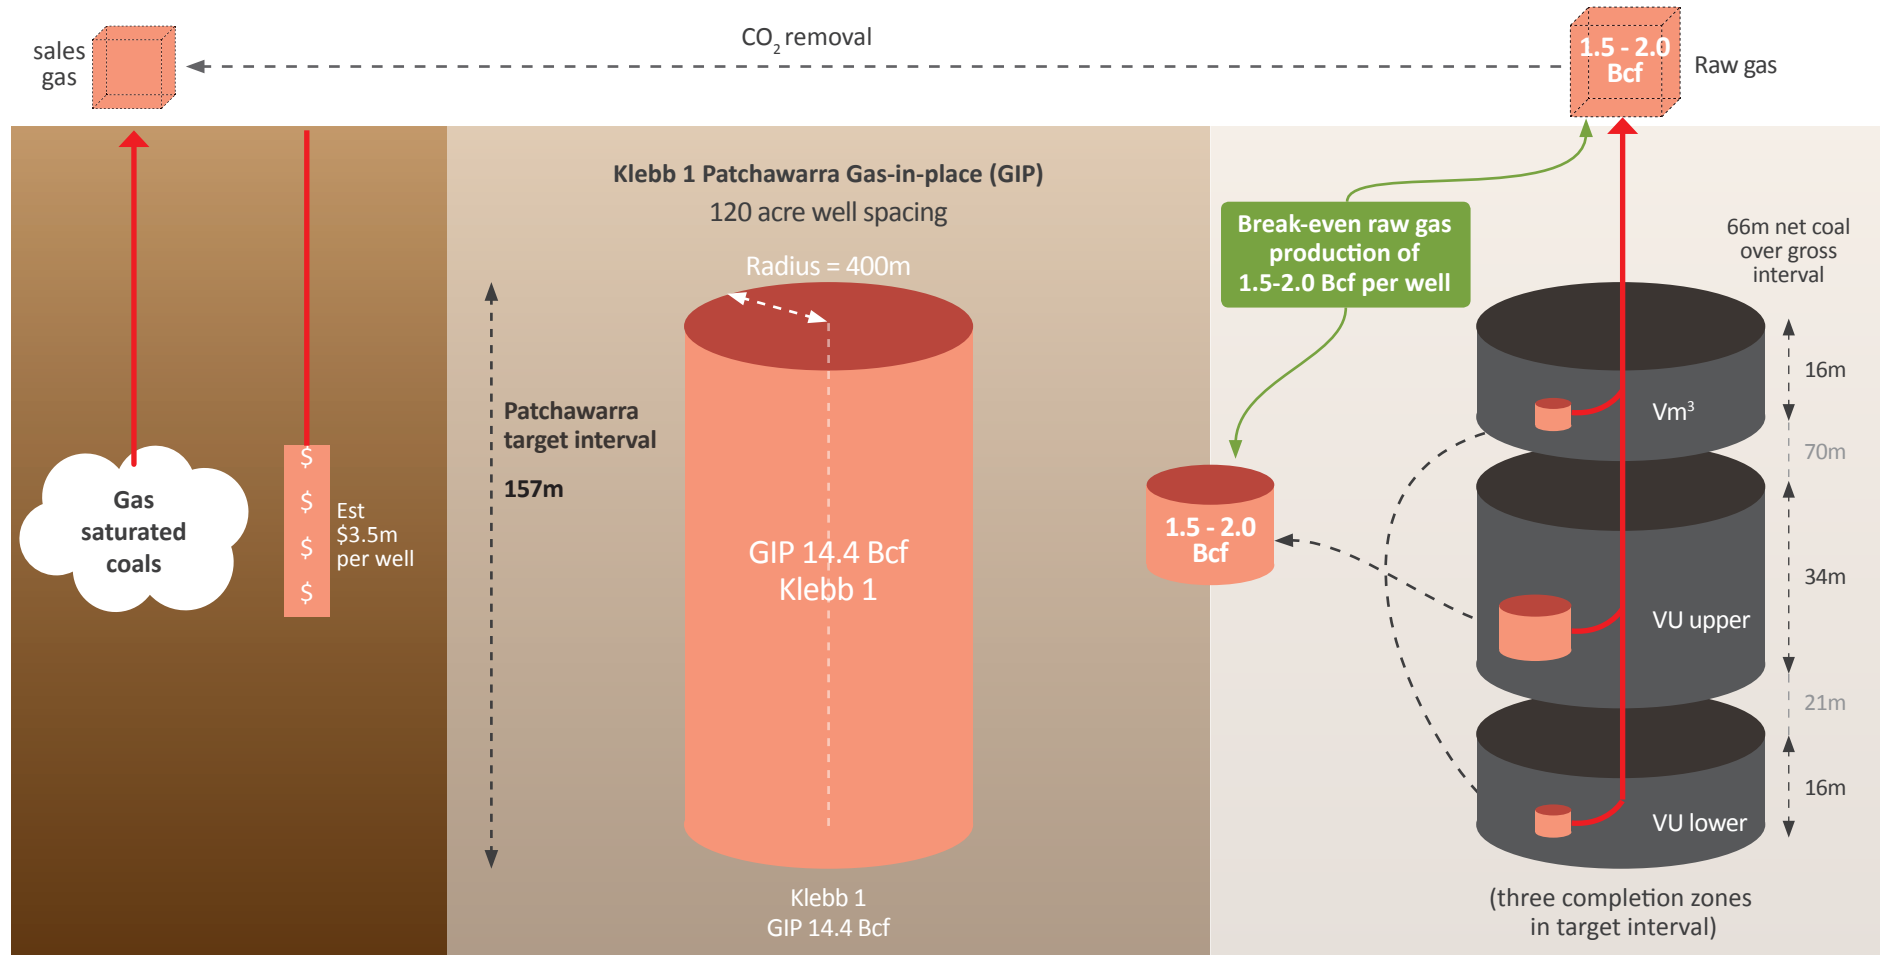 sales
gas
CO2 removal
1.5 - 2.0
Bcf
Raw gas
Gas
saturated
coals
$
$
$
$
Est
$3.5m
per well
Klebb 1 Patchawarra Gas-in-place (GIP)
120 acre well spacing
Radius = 400m
Patchawarra
target interval
157m
GIP 14.4 Bcf
Klebb 1
Klebb 1
GIP 14.4 Bcf
Break-even raw gas
production of
1.5-2.0 Bcf per well
1.5 - 2.0
Bcf
66m net coal
over gross
interval
16m
Vm³
70m
34m
VU upper
21m
16m
VU lower
(three completion zones
in target interval)